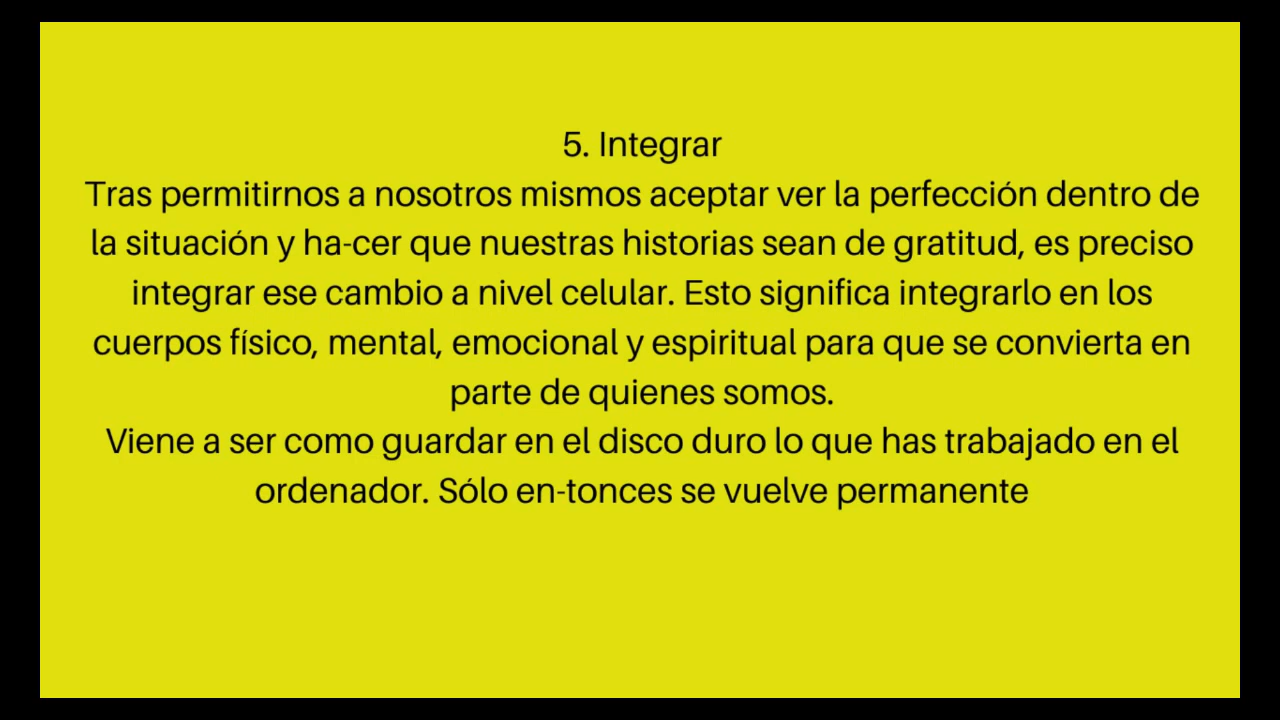 5. Integrar
Tras permitirnos a nosotros mismos aceptar ver la perfección dentro de
la situación y ha-cer que nuestras historias sean de gratitud, es preciso
integrar ese cambio a nivel celular. Esto significa integrarlo en los
cuerpos físico, mental, emocional y espiritual para que se convierta en
parte de quienes somos.
Viene a ser como guardar en el disco duro lo que has trabajado en el
ordenador. Sólo en-tonces se vuelve permanente